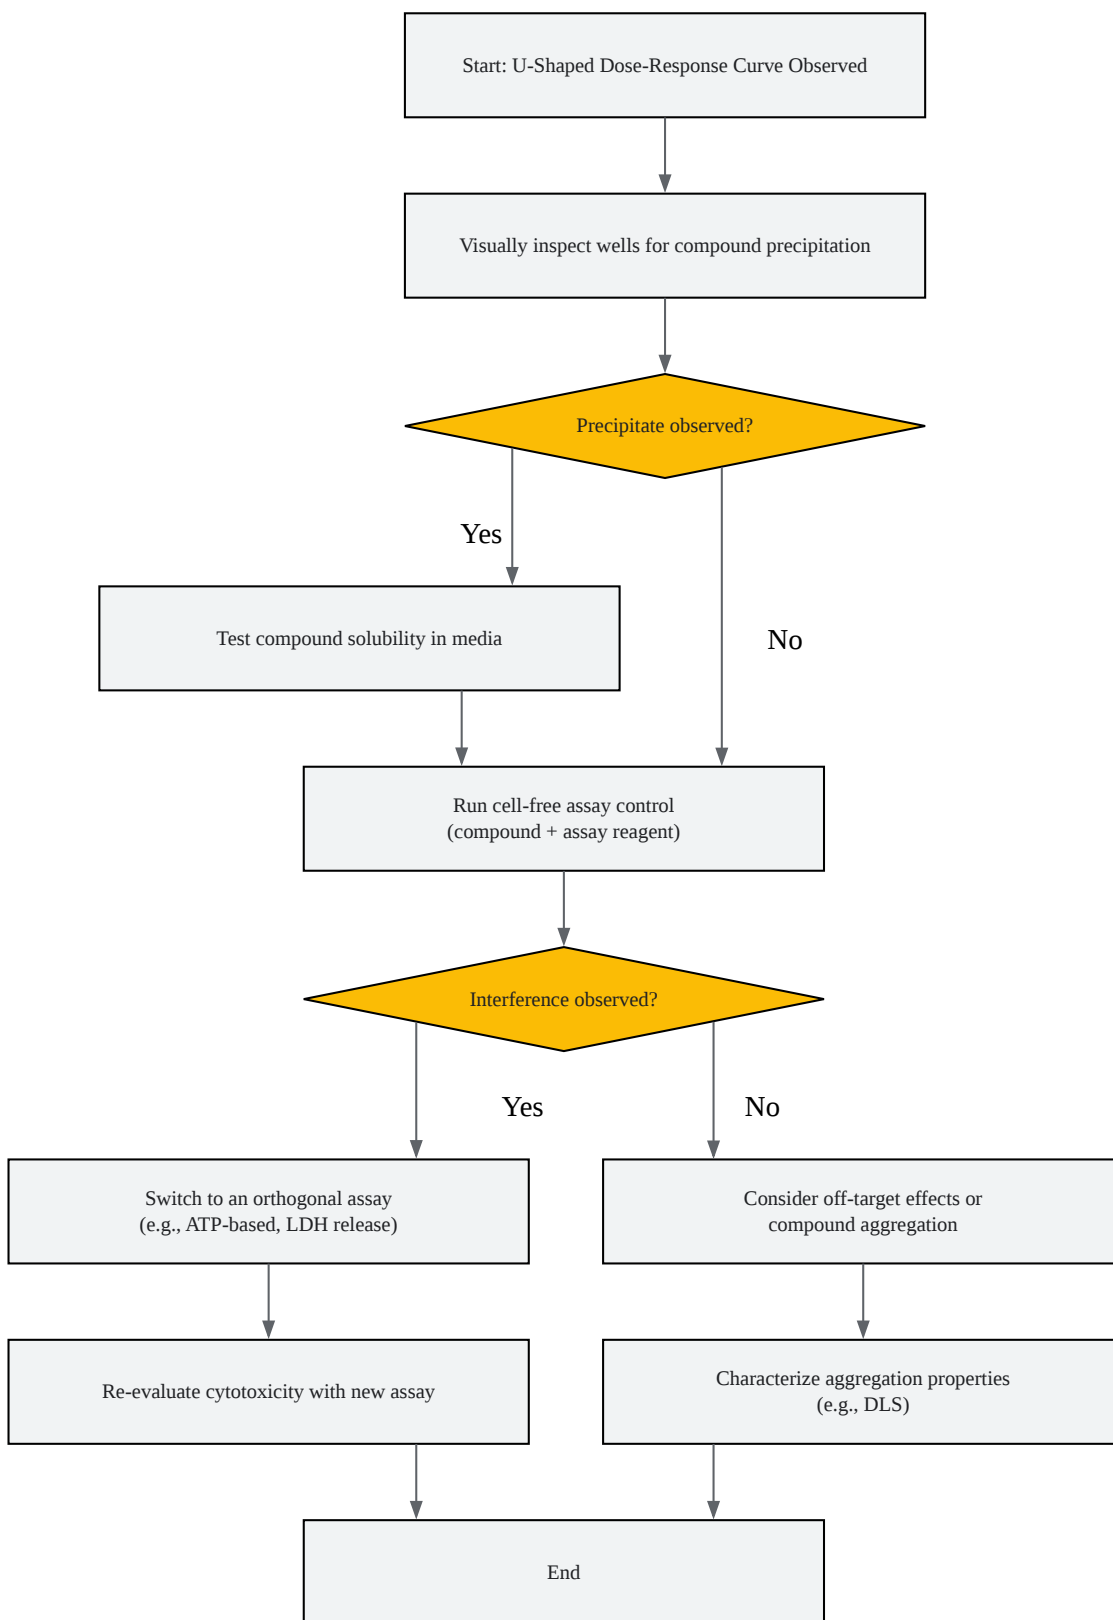 Start: U-Shaped Dose-Response Curve Observed
Visually inspect wells for compound precipitation
Precipitate observed?
Yes
Test compound solubility in media
No
Run cell-free assay control
(compound + assay reagent)
Interference observed?
Yes
No
Switch to an orthogonal assay
(e.g., ATP-based, LDH release)
Consider off-target effects or
compound aggregation
Re-evaluate cytotoxicity with new assay
Characterize aggregation properties
(e.g., DLS)
End